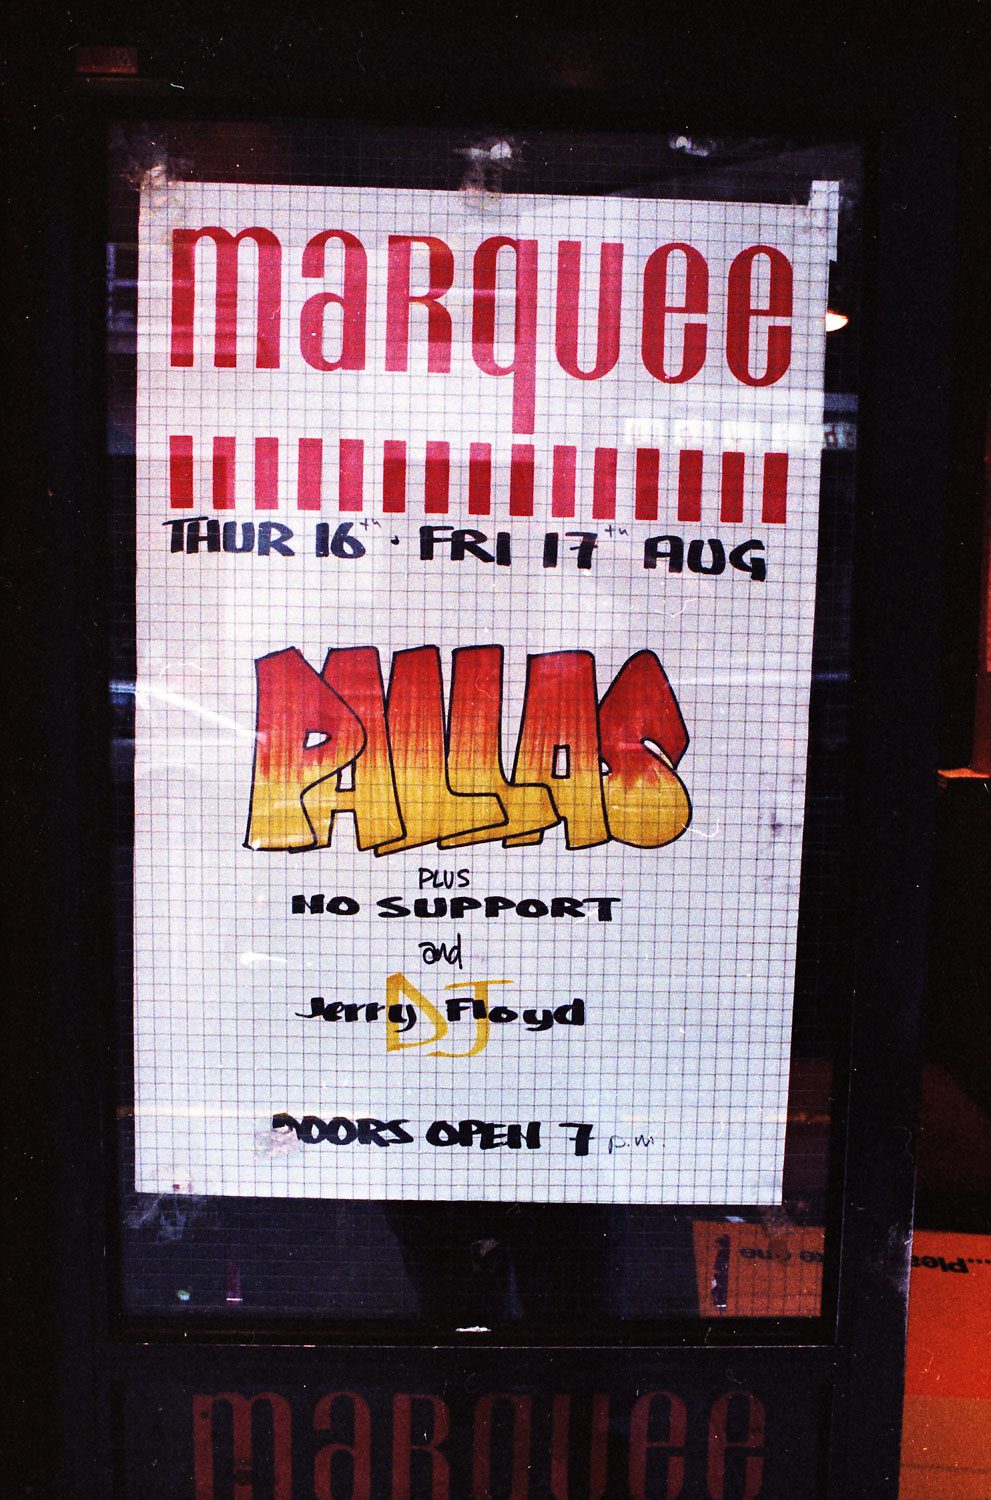 marquee
THUR 16th · FRI 17th AUG
PALLAS
PLUS
NO SUPPORT
and
Jerry Floyd
DJ
DOORS OPEN 7 p.m.
marquee